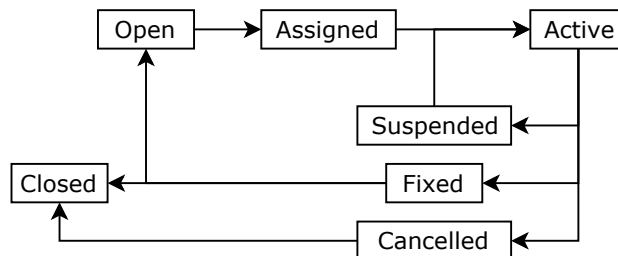 Open
Assigned
Active
Suspended
Closed
Fixed
Cancelled